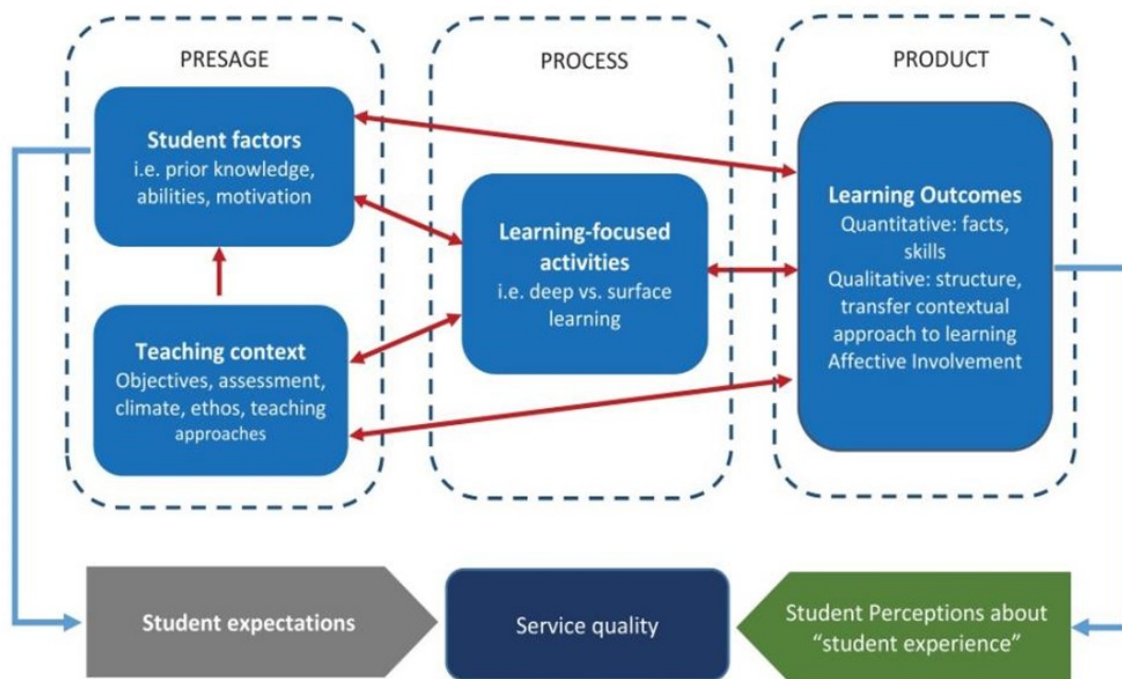 PRESAGE
Student factors
i.e. prior knowledge,
abilities, motivation
Teaching context
Objectives, assessment,
climate, ethos, teaching
approaches
PROCESS
Learning-focused
activities
i.e. deep vs. surface
learning
PRODUCT
Learning Outcomes
Quantitative: facts,
skills
Qualitative: structure,
transfer contextual
approach to learning
Affective Involvement
Student expectations
Service quality
Student Perceptions about
“student experience”